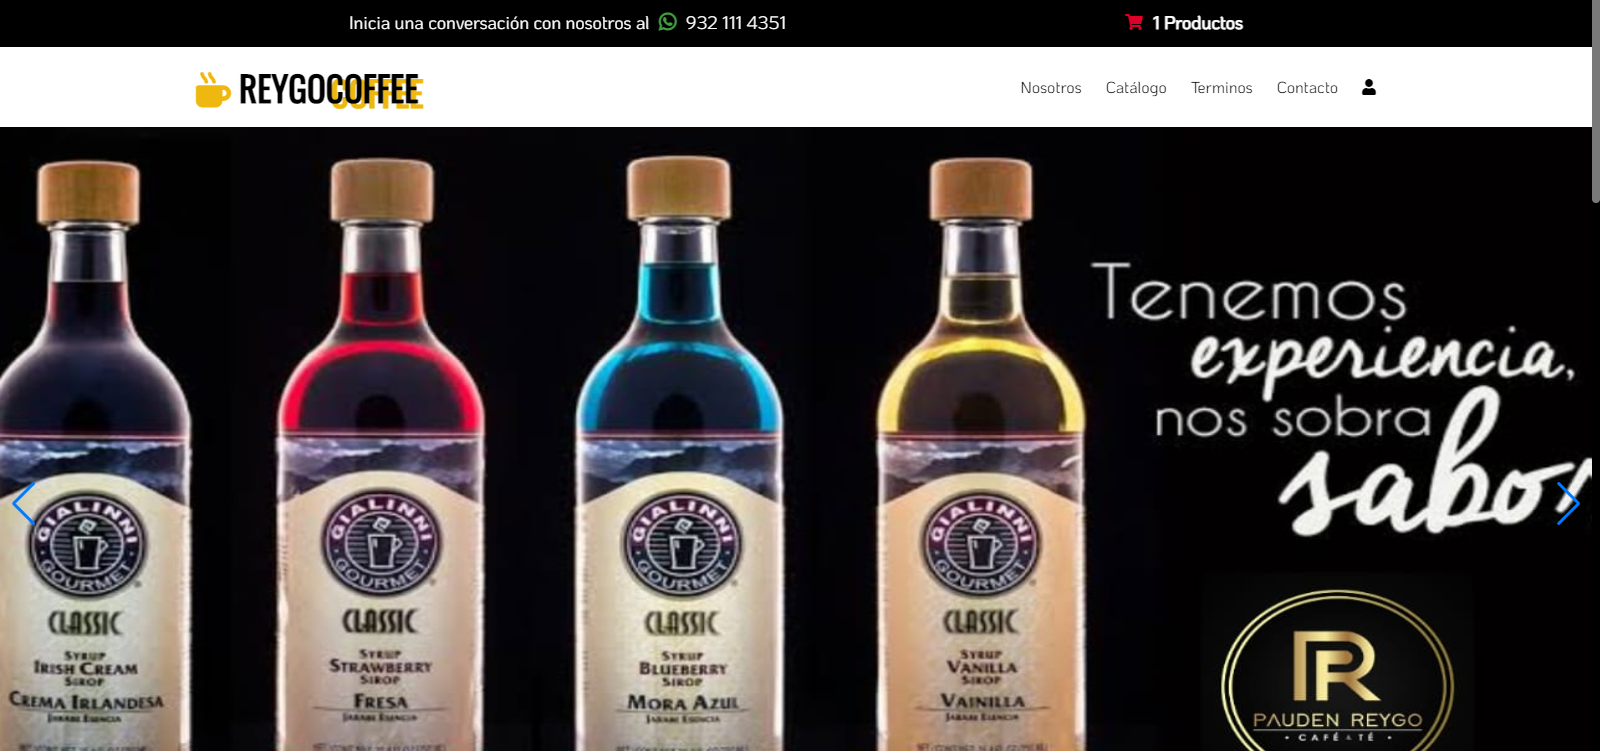 Inicia una conversación con nosotros al 932 111 4351
1 Productos
REYGOCOFFEE
Nosotros Catálogo Terminos Contacto
Tenemos
experiencia,
nos sobra
sabor
GIALINNI
GOURMET
CLASSIC
SYRUP
IRISH CREAM
SIROP
CREMA IRLANDESA
JARABE ESENCIA
GIALINNI
GOURMET
CLASSIC
SYRUP
STRAWBERRY
SIROP
FRESA
JARABE ESENCIA
GIALINNI
GOURMET
CLASSIC
SYRUP
BLUEBERRY
SIROP
MORA AZUL
JARABE ESENCIA
GIALINNI
GOURMET
CLASSIC
SYRUP
VANILLA
SIROP
VAINILLA
JARABE ESENCIA
PR
PAUDEN REYGO
• CAFÉ & TÉ •